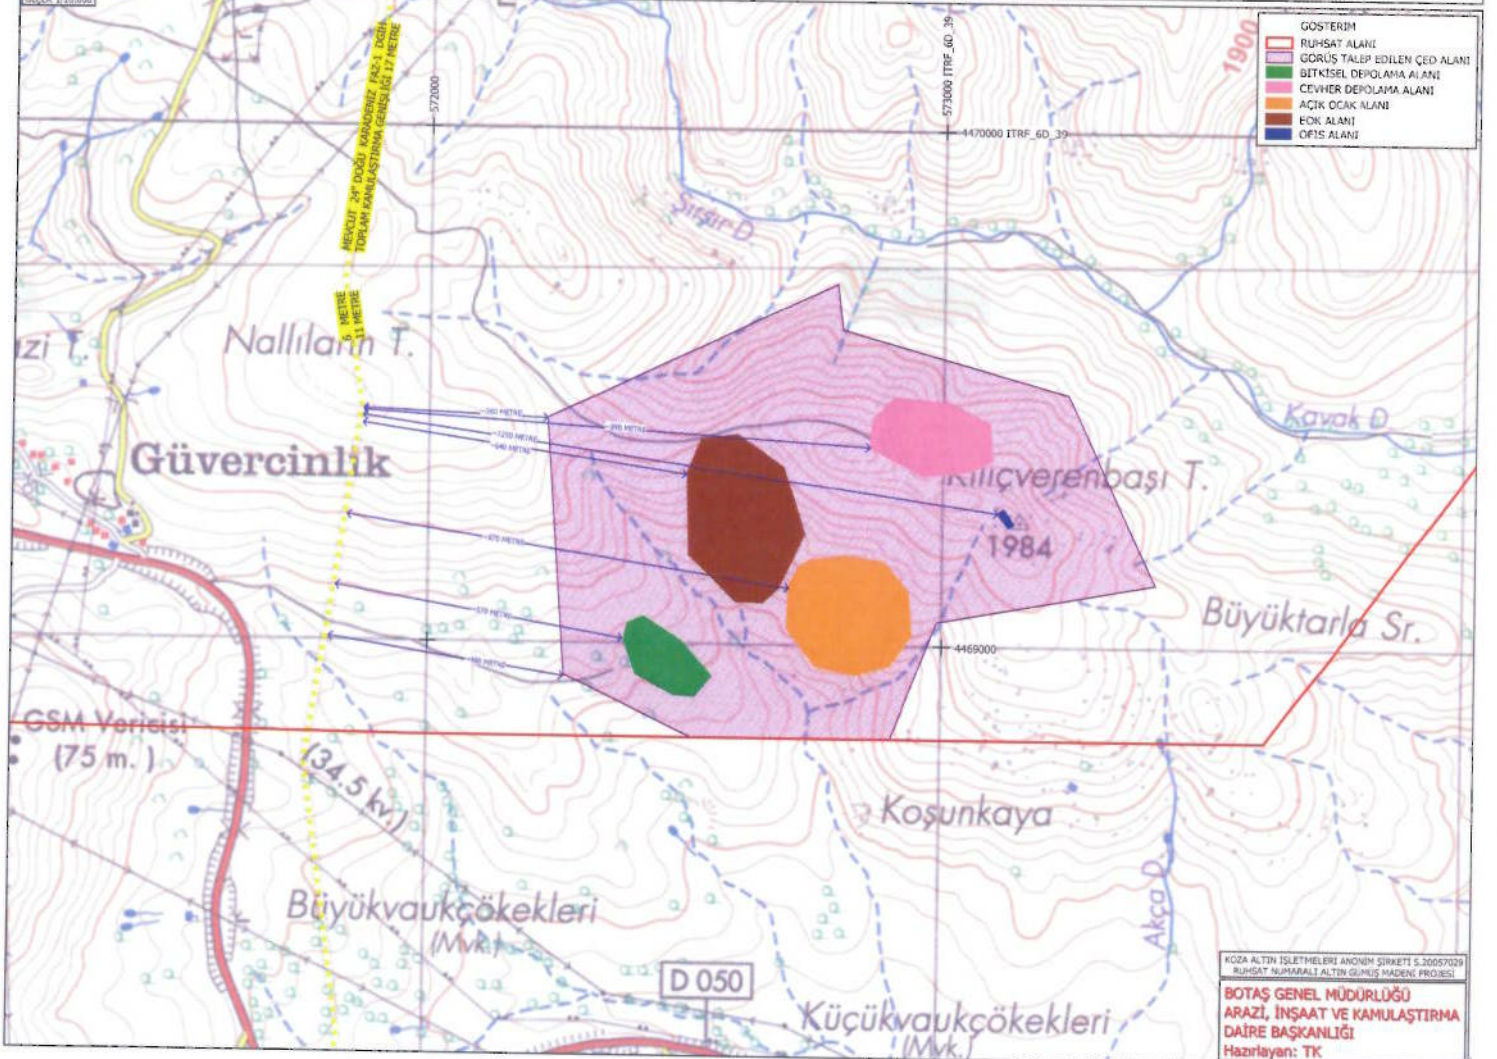 GÖSTERİM
RUHSAT ALANI
GÖRÜŞ TALEP EDİLEN ÇED ALANI
BİTKİSEL DEPOLAMA ALANI
CEVHER DEPOLAMA ALANI
AÇIK OCAK ALANI
EOK ALANI
OFİS ALANI
1900
MEVCUT 24" DOĞU KARADENİZ FAZ-1 DGİH
TOPLAM KAMULAŞTIRMA GENİŞLİĞİ 17 METRE
572000
573000 ITRF_6D_39
4470000 ITRF_6D_39
Şırşır D.
6 METRE
11 METRE
Nallıların T.
zi T.
Kavak D
Güvercinlik
Kılıçverenbaşı T.
1984
Büyüktarla Sr.
4469000
GSM Vericisi
(75 m. )
(34.5 kv)
Koşunkaya
Büyükvaukçökekleri
(Mvk.)
Akça D
D 050
Küçükvaukçökekleri
(Mvk.)
KOZA ALTIN İŞLETMELERİ ANONİM ŞİRKETİ S.20057029
RUHSAT NUMARALI ALTIN GÜMÜŞ MADENİ PROJESİ
BOTAŞ GENEL MÜDÜRLÜĞÜ
ARAZİ, İNŞAAT VE KAMULAŞTIRMA
DAİRE BAŞKANLIĞI
Hazırlayan: TK